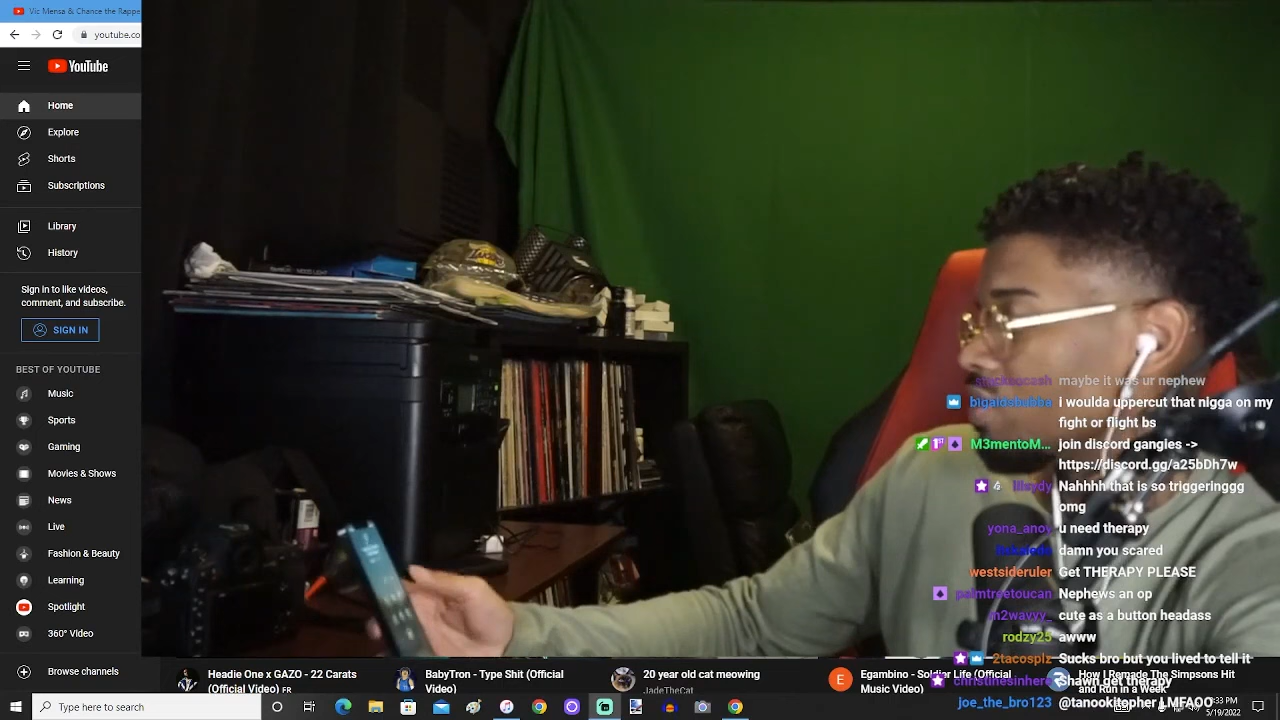 Vic Mensa & Chance the Rappe
youtube.co
YouTube
Home
Explore
Shorts
Subscriptions
Library
History
Sign in to like videos,
comment, and subscribe.
SIGN IN
BEST OF YOUTUBE
Music
Sports
Gaming
Movies & Shows
News
Live
Fashion & Beauty
Learning
Spotlight
360° Video
Browse channels
maybe it was ur nephew
i woulda uppercut that nigga on my
fight or flight bs
M3mentoM... join discord gangles ->
https://discord.gg/a25bDh7w
Nahhhh that is so triggeringgg
omg
yona_anov u need therapy
damn you scared
westsideruler Get THERAPY PLEASE
palmtreetoucan Nephews an op
m2wavyy_ cute as a button headass
rodzy25 awww
2tacosplz Sucks bro but you lived to tell it
christinesinhere Shawn get therapy
joe_the_bro123 @tanookitopher LMFAOO
Headie One x GAZO - 22 Carats
(Official Video) FR
BabyTron - Type Shit (Official
Video)
20 year old cat meowing
JadeTheCat
E
Egambino - Soldier Life (Official
Music Video)
How I Remade The Simpsons Hit
and Run in a Week
Type here to search
3:33 PM
5/19/2022